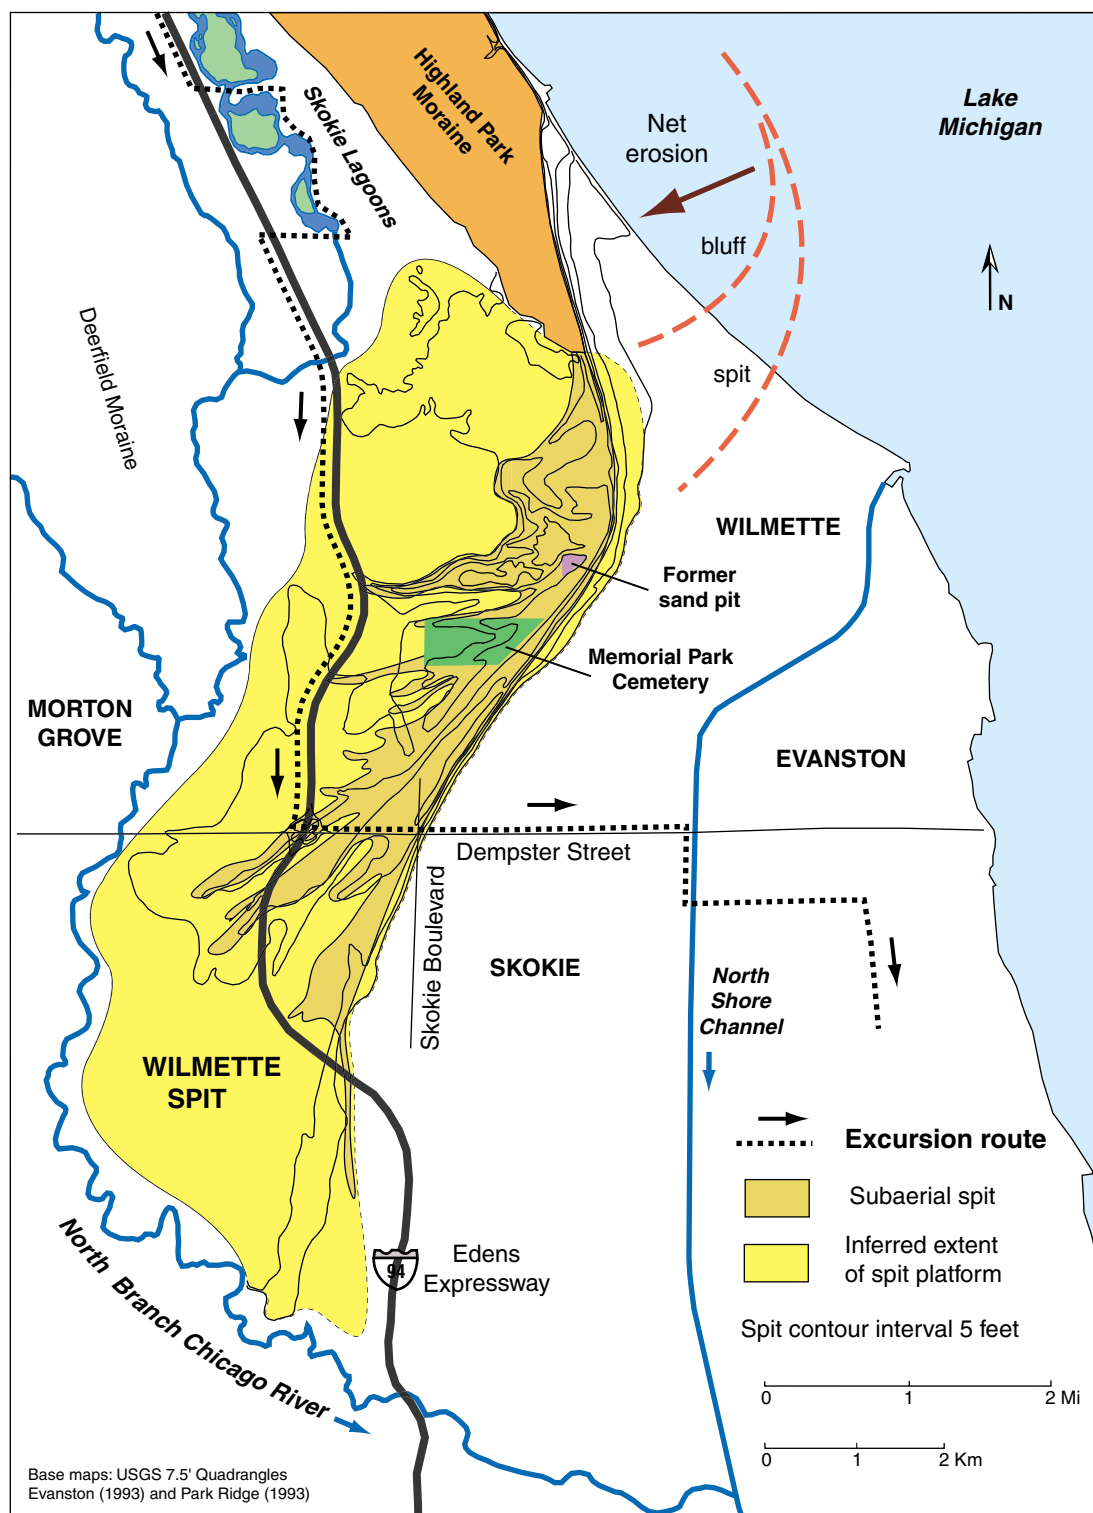 Highland Park
Moraine
Skokie Lagoons
Lake
Michigan
Net
erosion
bluff
N
spit
Deerfield Moraine
WILMETTE
Former
sand pit
Memorial Park
Cemetery
MORTON
GROVE
EVANSTON
Dempster Street
Skokie Boulevard
SKOKIE
North
Shore
Channel
WILMETTE
SPIT
Excursion route
Subaerial spit
Inferred extent
of spit platform
Spit contour interval 5 feet
94
Edens
Expressway
North Branch Chicago River
0 1 2 Mi
0 1 2 Km
Base maps: USGS 7.5' Quadrangles
Evanston (1993) and Park Ridge (1993)